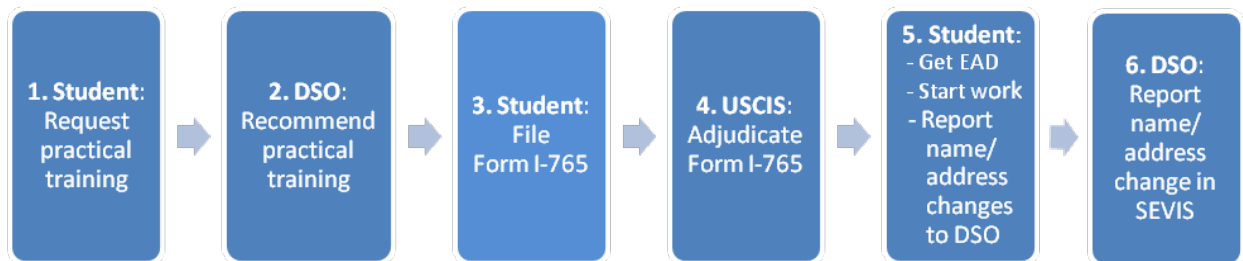 1. Student:
Request
practical
training
2. DSO:
Recommend
practical
training
3. Student:
File
Form I-765
4. USCIS:
Adjudicate
Form I-765
5. Student:
- Get EAD
- Start work
- Report
name/
address
changes
to DSO
6. DSO:
Report
name/
address
change in
SEVIS